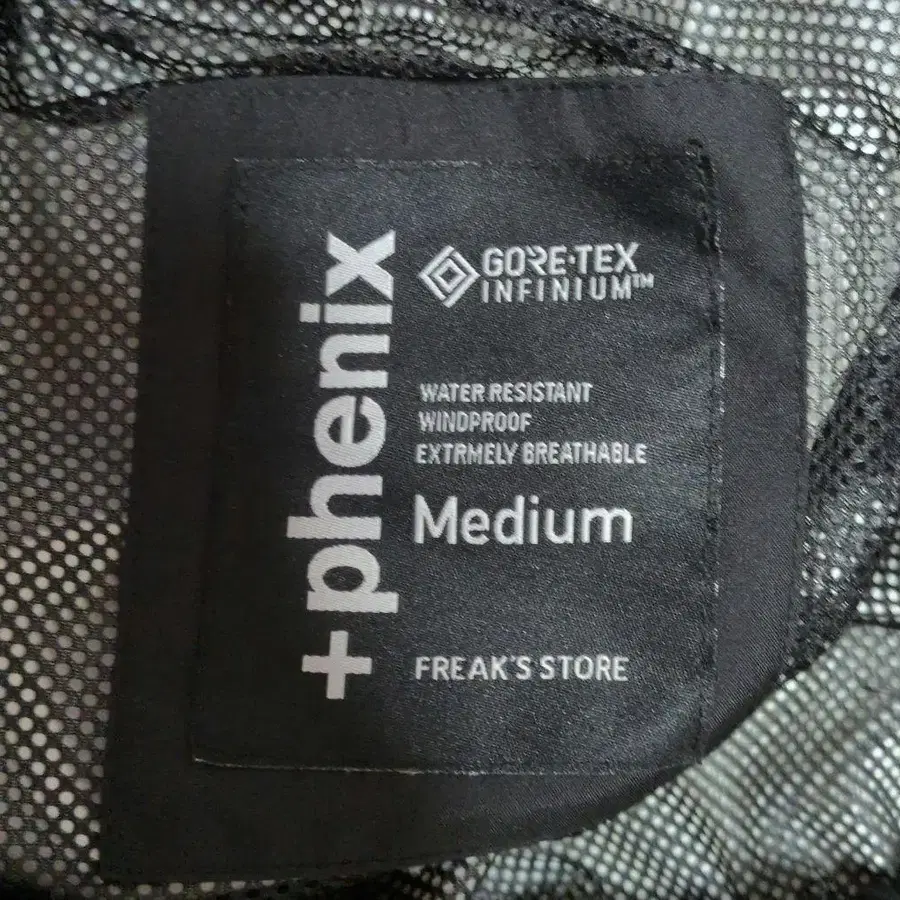 +phenix
GORE-TEX
INFINIUM™
WATER RESISTANT
WINDPROOF
EXTRMELY BREATHABLE
Medium
FREAK'S STORE